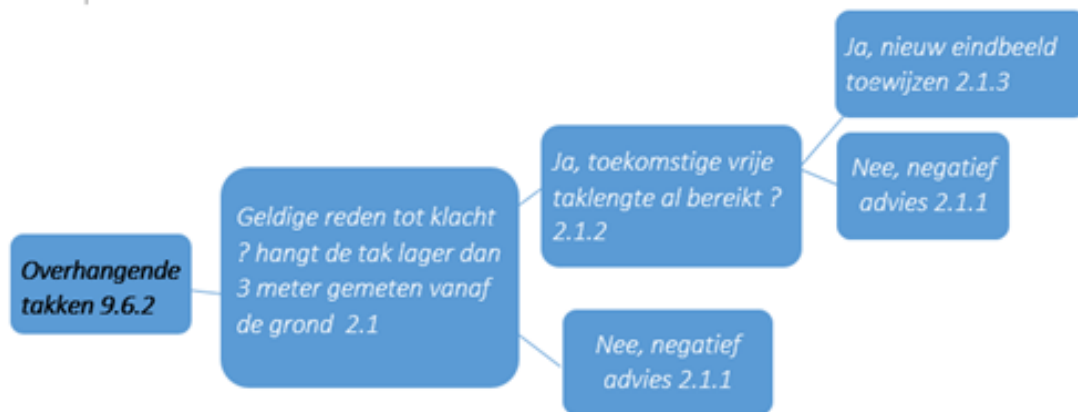 Overhangende
takken 9.6.2
Geldige reden tot klacht
? hangt de tak lager dan
3 meter gemeten vanaf
de grond 2.1
Ja, toekomstige vrije
taklengte al bereikt ?
2.1.2
Ja, nieuw eindbeeld
toewijzen 2.1.3
Nee, negatief
advies 2.1.1
Nee, negatief
advies 2.1.1